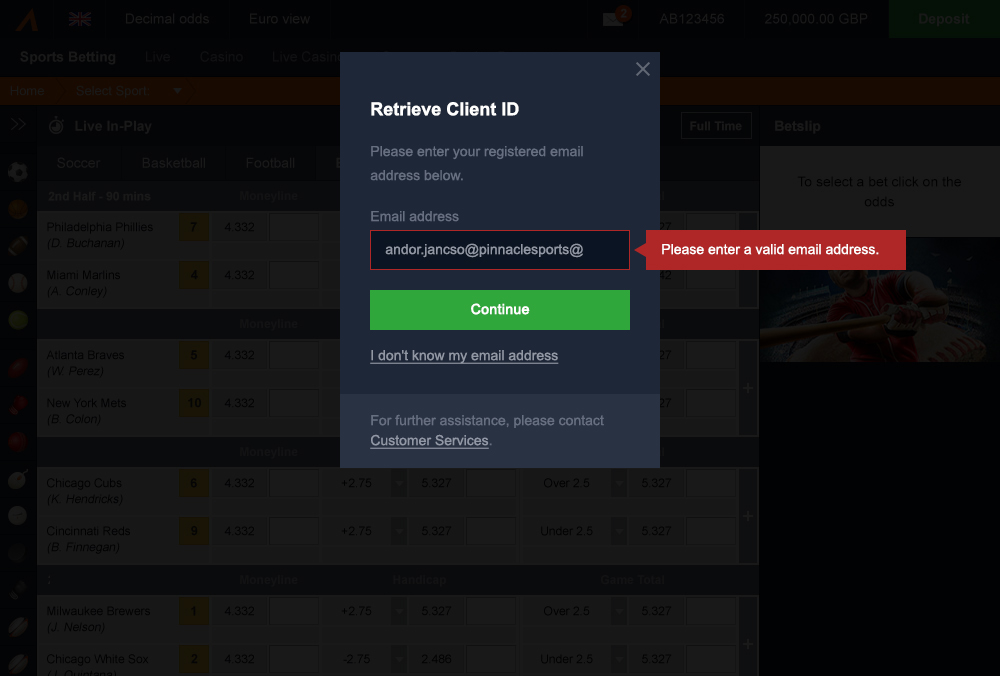 Decimal odds
Euro view
2
AB123456
250,000.00 GBP
Deposit
Sports Betting
Live
Casino
Live Casin
Home
Select Sport
Live In-Play
Full Time
Betslip
Soccer
Basketball
Football
2nd Half - 90 mins
Moneyline
To select a bet click on the
odds
Philadelphia Phillies
(D. Buchanan)
7
4.332
27
Miami Marlins
(A. Conley)
4
4.332
Moneyline
Atlanta Braves
(W. Perez)
5
4.332
27
New York Mets
(B. Colon)
10
4.332
27
Moneyline
Chicago Cubs
(K. Hendricks)
6
4.332
+2.75
5.327
Over 2.5
5.327
Cincinnati Reds
(B. Finnegan)
9
4.332
+2.75
5.327
Under 2.5
5.327
:
Moneyline
Handicap
Game Total
Milwaukee Brewers
(J. Nelson)
1
4.332
+2.75
5.327
Over 2.5
5.327
Chicago White Sox
(J. Quintana)
2
4.332
-2.75
2.486
Under 2.5
5.327
Retrieve Client ID
Please enter your registered email
address below.
Email address
andor.jancso@pinnaclesports@
Please enter a valid email address.
Continue
I don't know my email address
For further assistance, please contact
Customer Services.